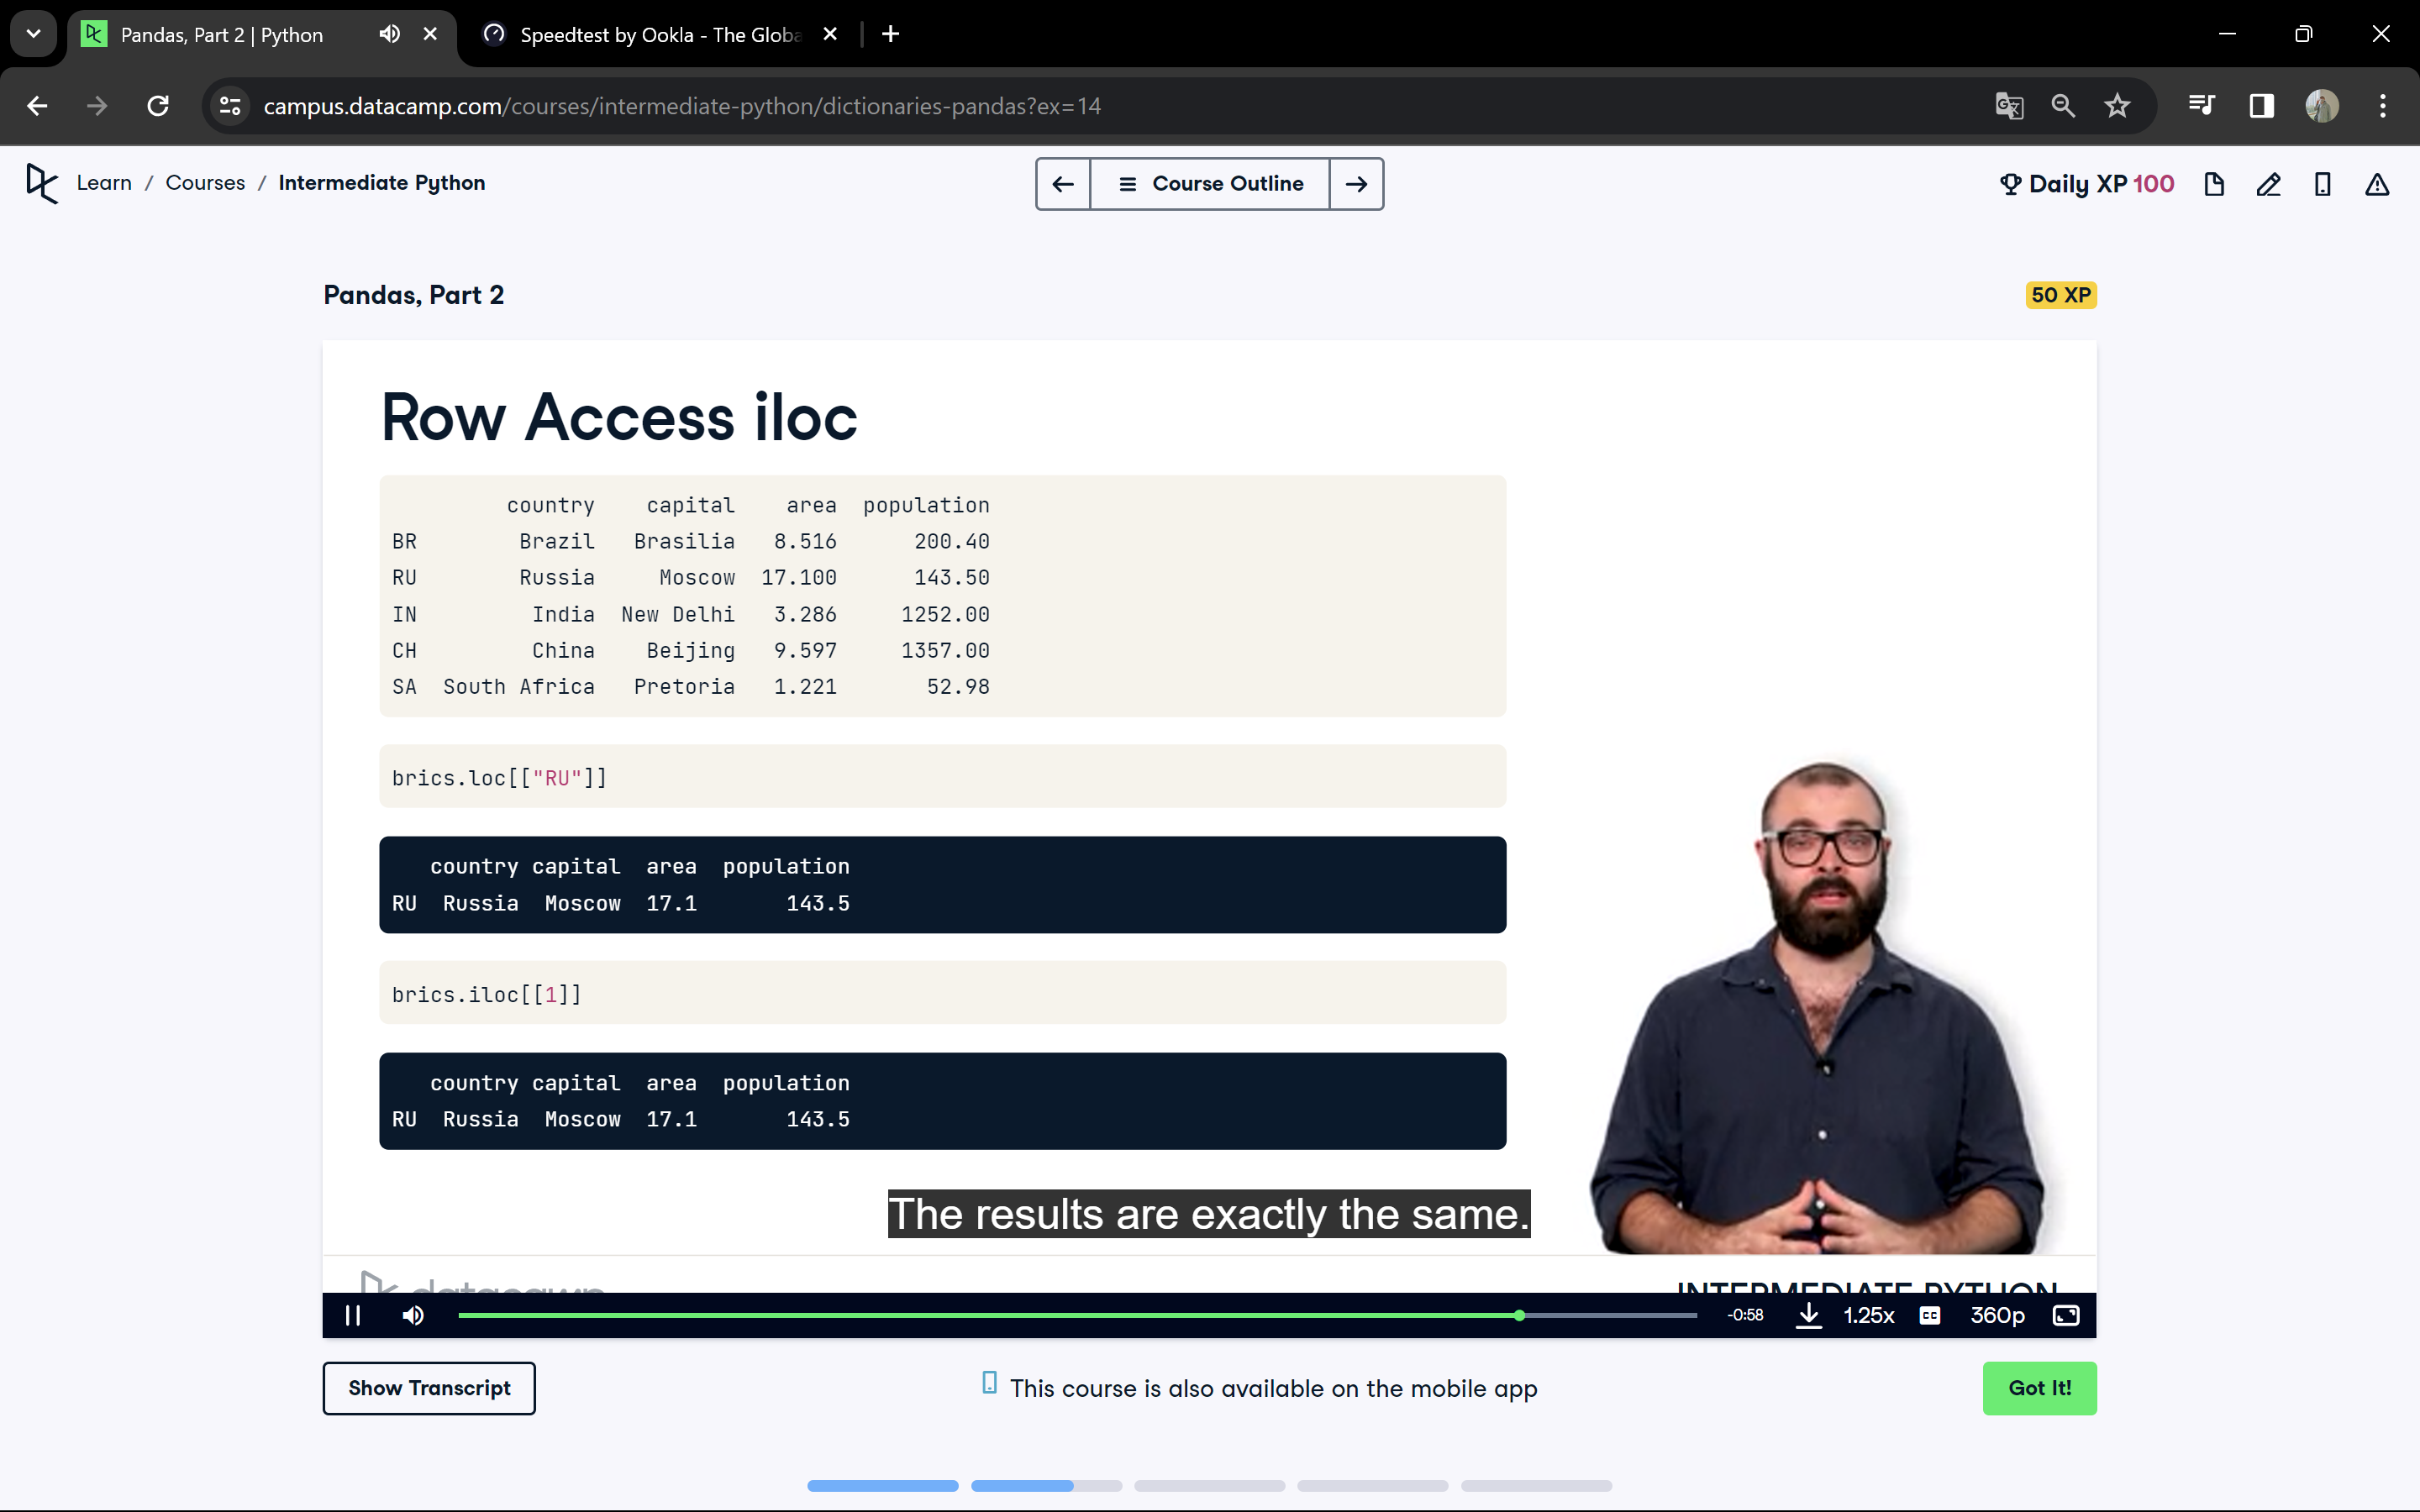 Pandas, Part 2 | Python
Speedtest by Ookla - The Globa
campus.datacamp.com/courses/intermediate-python/dictionaries-pandas?ex=14
Learn / Courses / Intermediate Python
Course Outline
Daily XP 100
Pandas, Part 2
50 XP
Row Access iloc
country capital area population
BR Brazil Brasilia 8.516 200.40
RU Russia Moscow 17.100 143.50
IN India New Delhi 3.286 1252.00
CH China Beijing 9.597 1357.00
SA South Africa Pretoria 1.221 52.98
brics.loc[["RU"]]
country capital area population
RU Russia Moscow 17.1 143.5
brics.iloc[[1]]
country capital area population
RU Russia Moscow 17.1 143.5
The results are exactly the same.
datacamp
INTERMEDIATE PYTHON
-0:58
1.25x
CC
360p
Show Transcript
This course is also available on the mobile app
Got It!